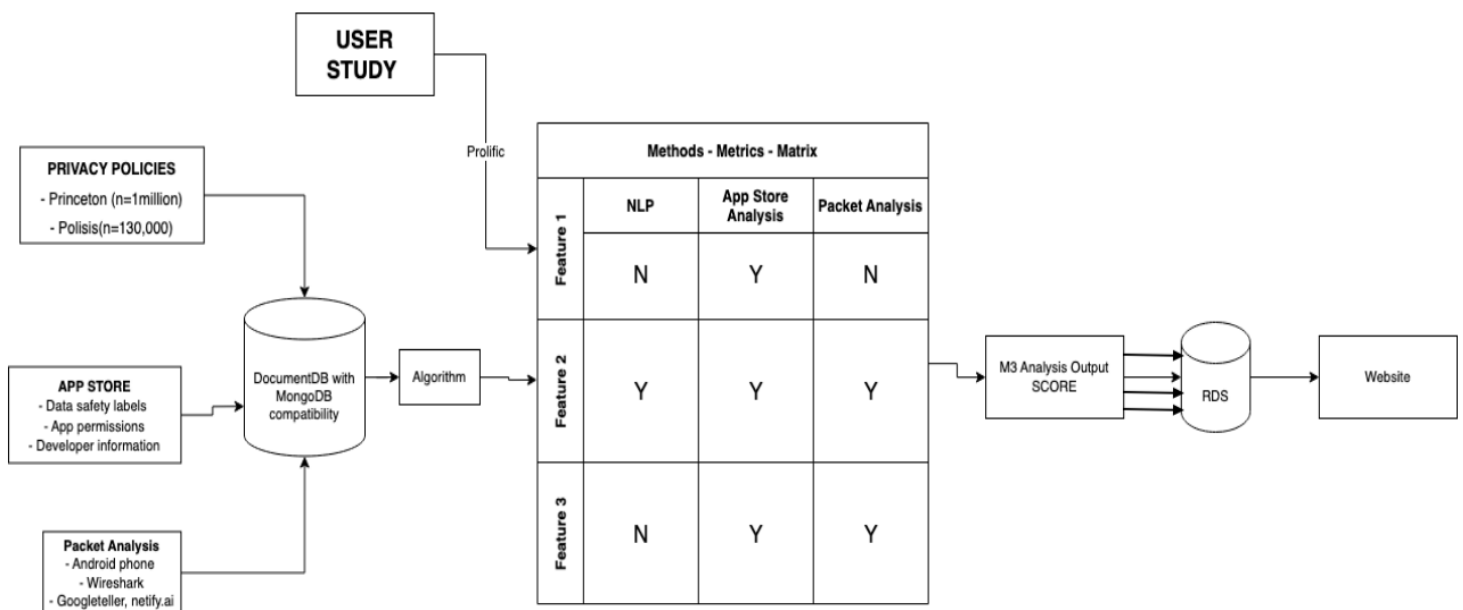 USER
STUDY
Prolific
PRIVACY POLICIES
- Princeton (n=1million)
- Polisis(n=130,000)
APP STORE
- Data safety labels
- App permissions
- Developer information
Packet Analysis
- Android phone
- Wireshark
- Googleteller, netify.ai
DocumentDB with
MongoDB
compatibility
Algorithm
Methods - Metrics - Matrix
NLP
App Store
Analysis
Packet Analysis
Feature 1
N
Y
N
Feature 2
Y
Y
Y
Feature 3
N
Y
Y
M3 Analysis Output
SCORE
RDS
Website